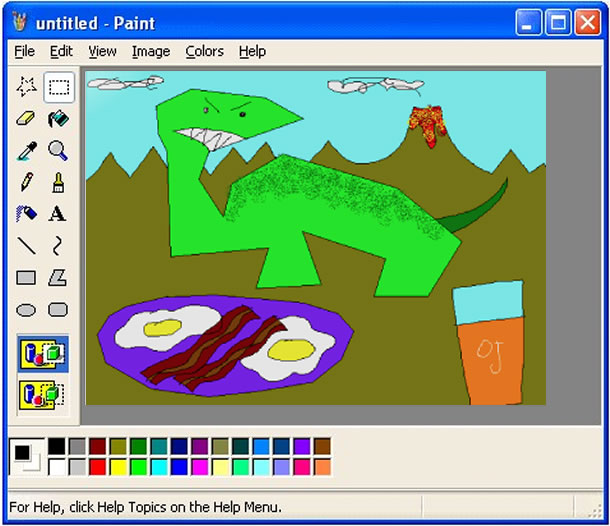 untitled - Paint
File Edit View Image Colors Help
A
OJ
For Help, click Help Topics on the Help Menu.